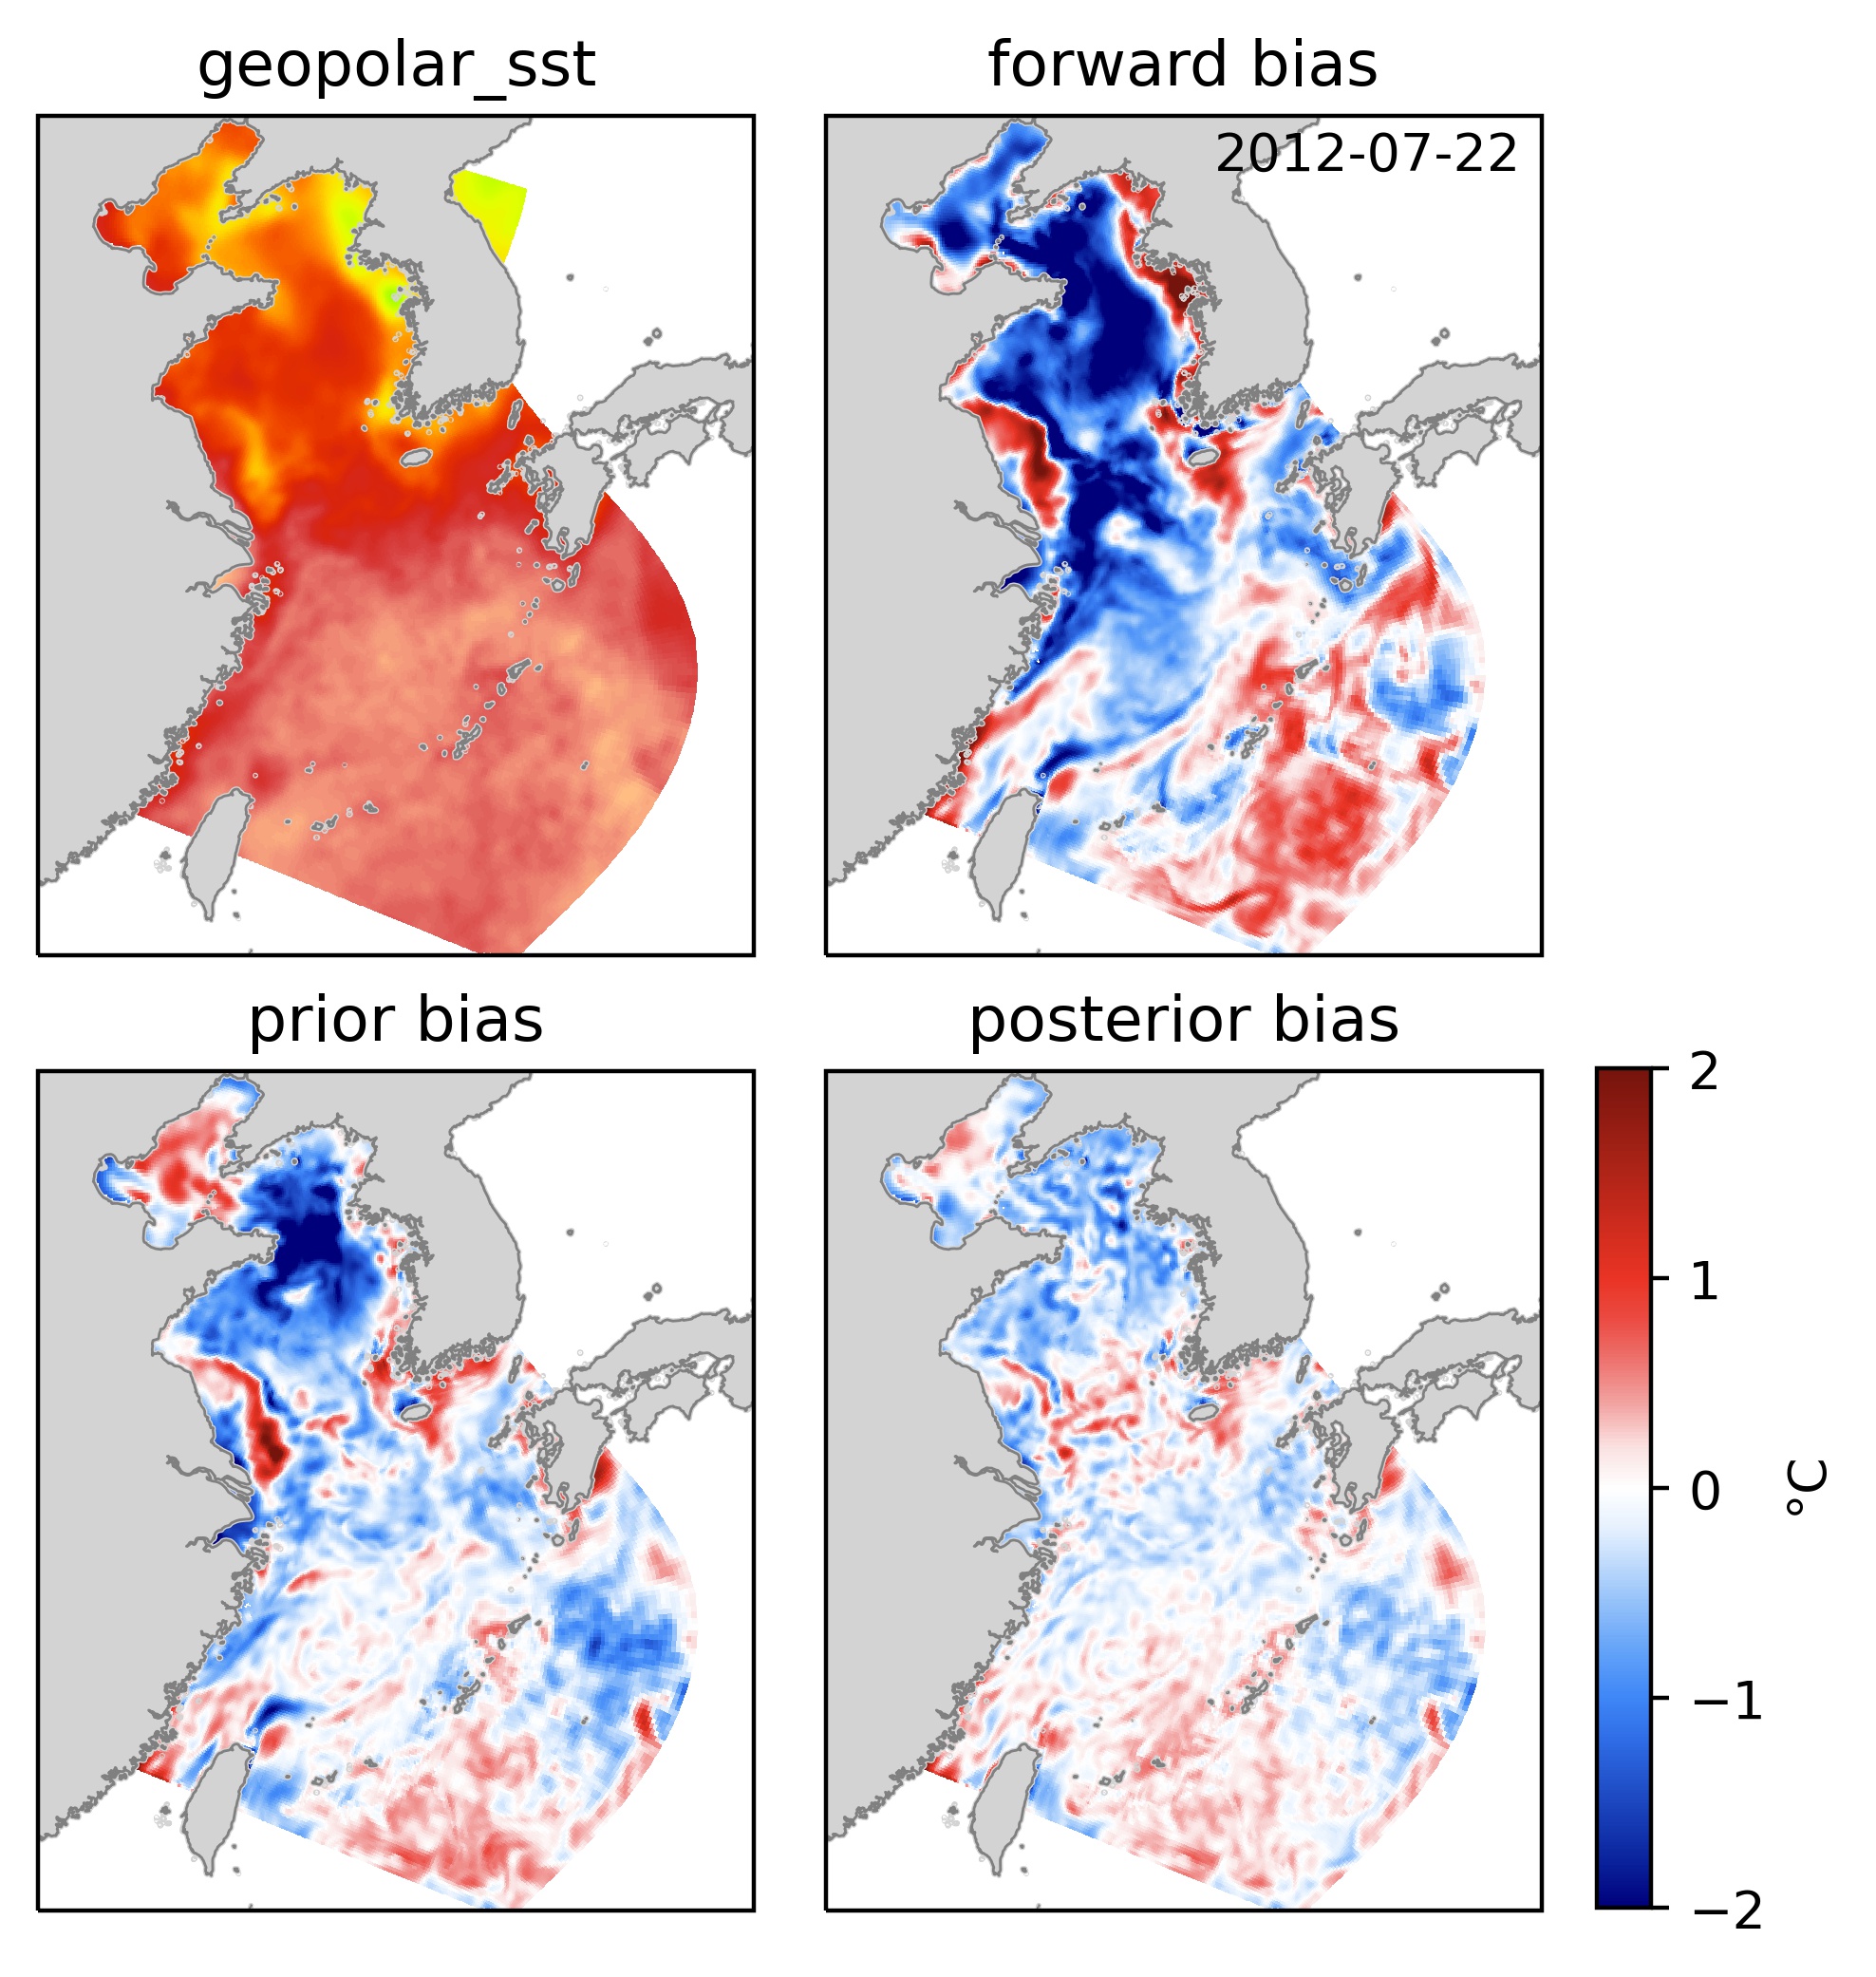 geopolar_sst
forward bias
2012-07-22
prior bias
posterior bias
2
1
0
−1
−2
°C